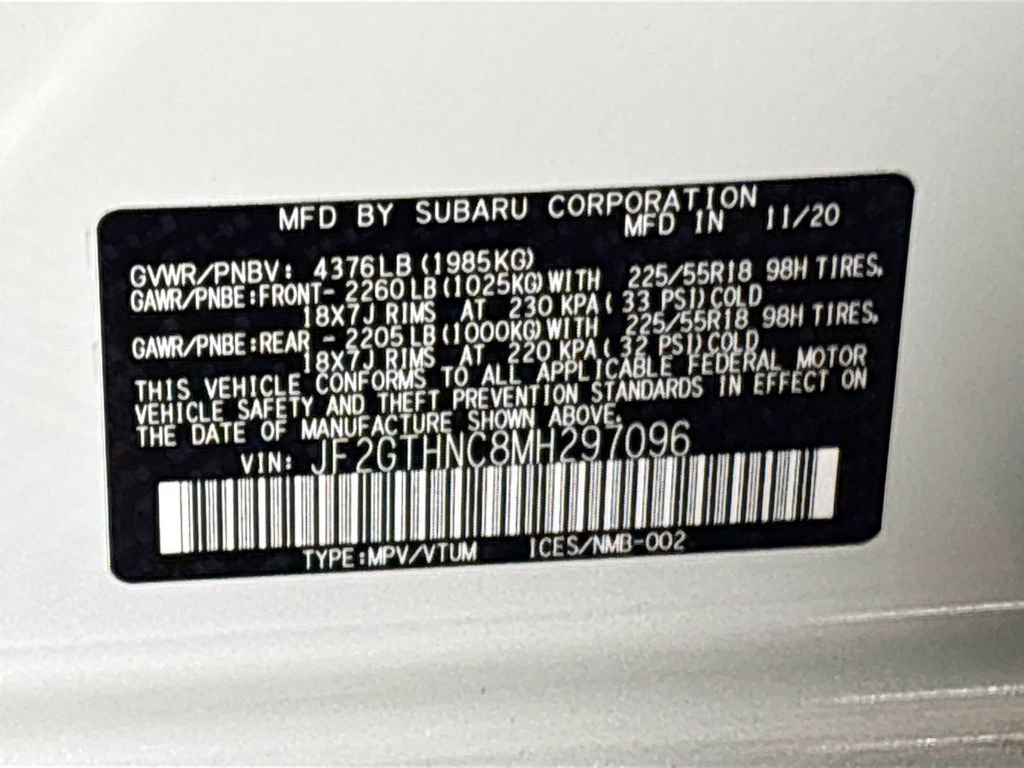 MFD BY SUBARU CORPORATION
MFD IN 11/20
GVWR/PNBV: 4376LB (1985KG)
GAWR/PNBE:FRONT- 2260LB(1025KG)WITH 225/55R18 98H TIRES,
18X7J RIMS AT 230 KPA( 33 PSI)COLD
GAWR/PNBE:REAR - 2205LB(1000KG)WITH 225/55R18 98H TIRES,
18X7J RIMS AT 220 KPA( 32 PSI)COLD
THIS VEHICLE CONFORMS TO ALL APPLICABLE FEDERAL MOTOR
VEHICLE SAFETY AND THEFT PREVENTION STANDARDS IN EFFECT ON
THE DATE OF MANUFACTURE SHOWN ABOVE.
VIN: JF2GTHNC8MH297096
TYPE:MPV/VTUM ICES/NMB-002